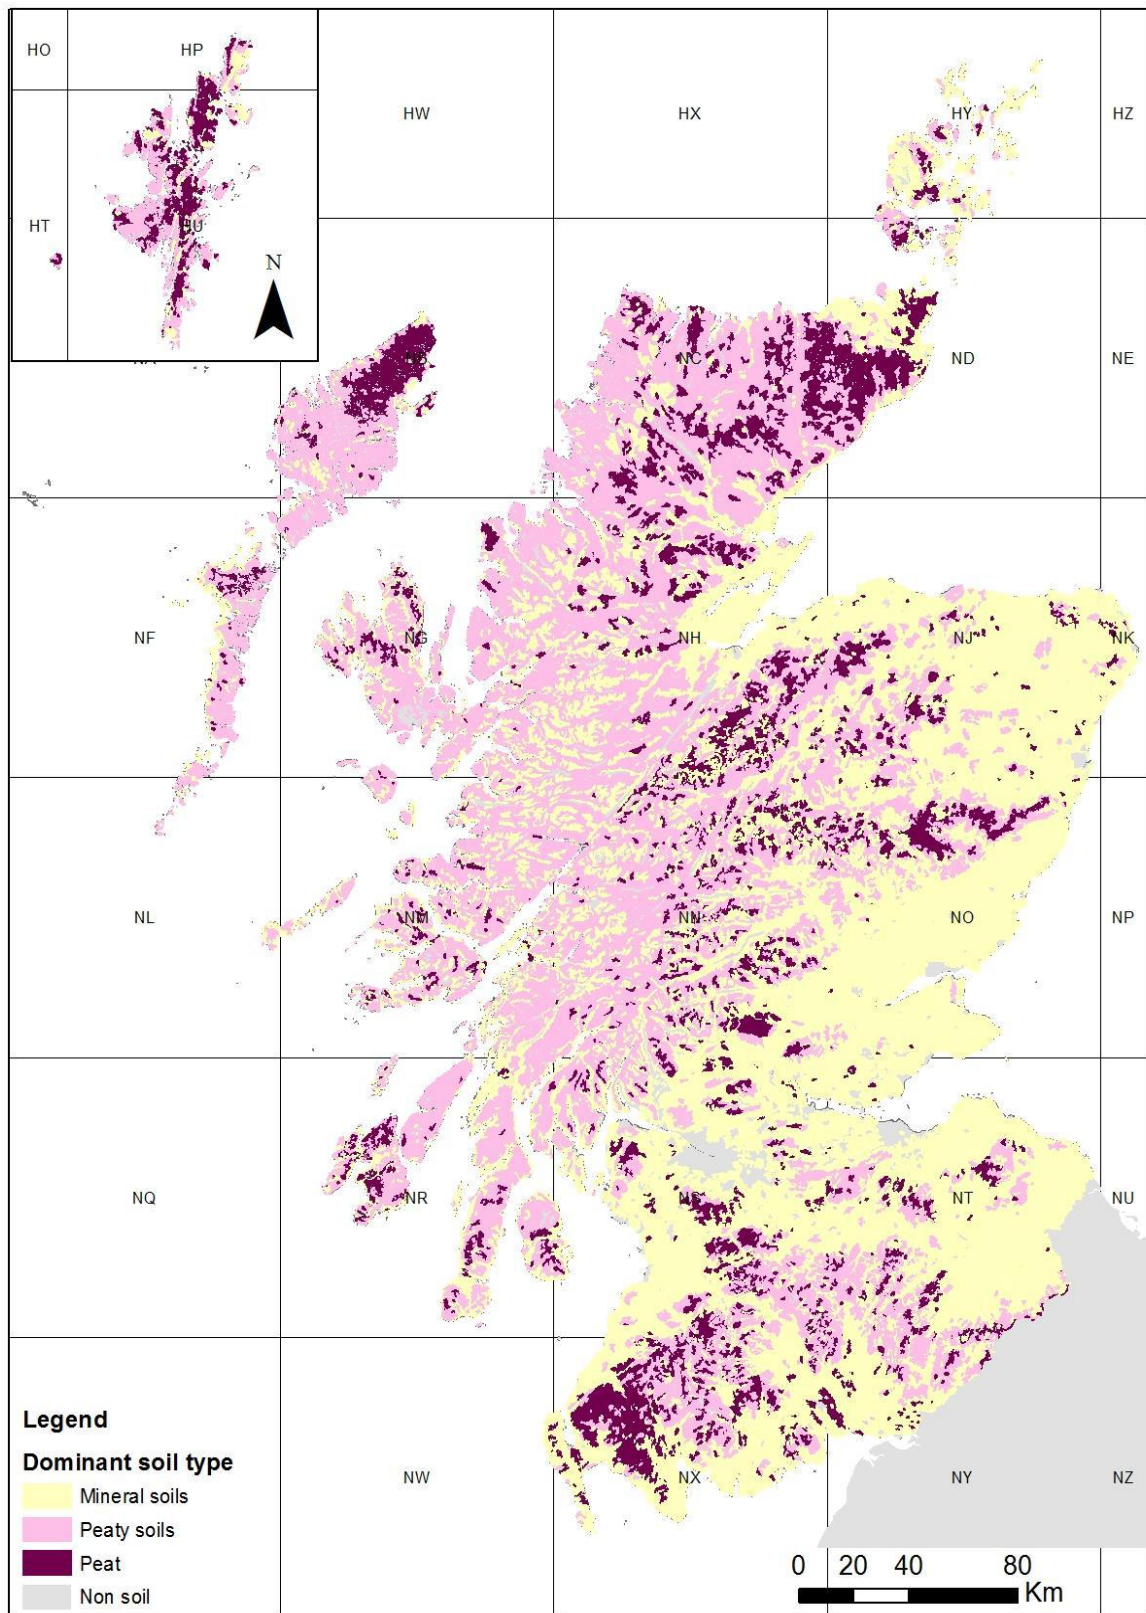 HO
HP
HW
HX
HY
HZ
HT
HU
N
NA
NB
NC
ND
NE
NF
NG
NH
NJ
NK
NL
NM
NN
NO
NP
NQ
NR
NS
NT
NU
Legend
Dominant soil type
Mineral soils
Peaty soils
Peat
Non soil
NW
NX
NY
NZ
0 20 40 80
Km